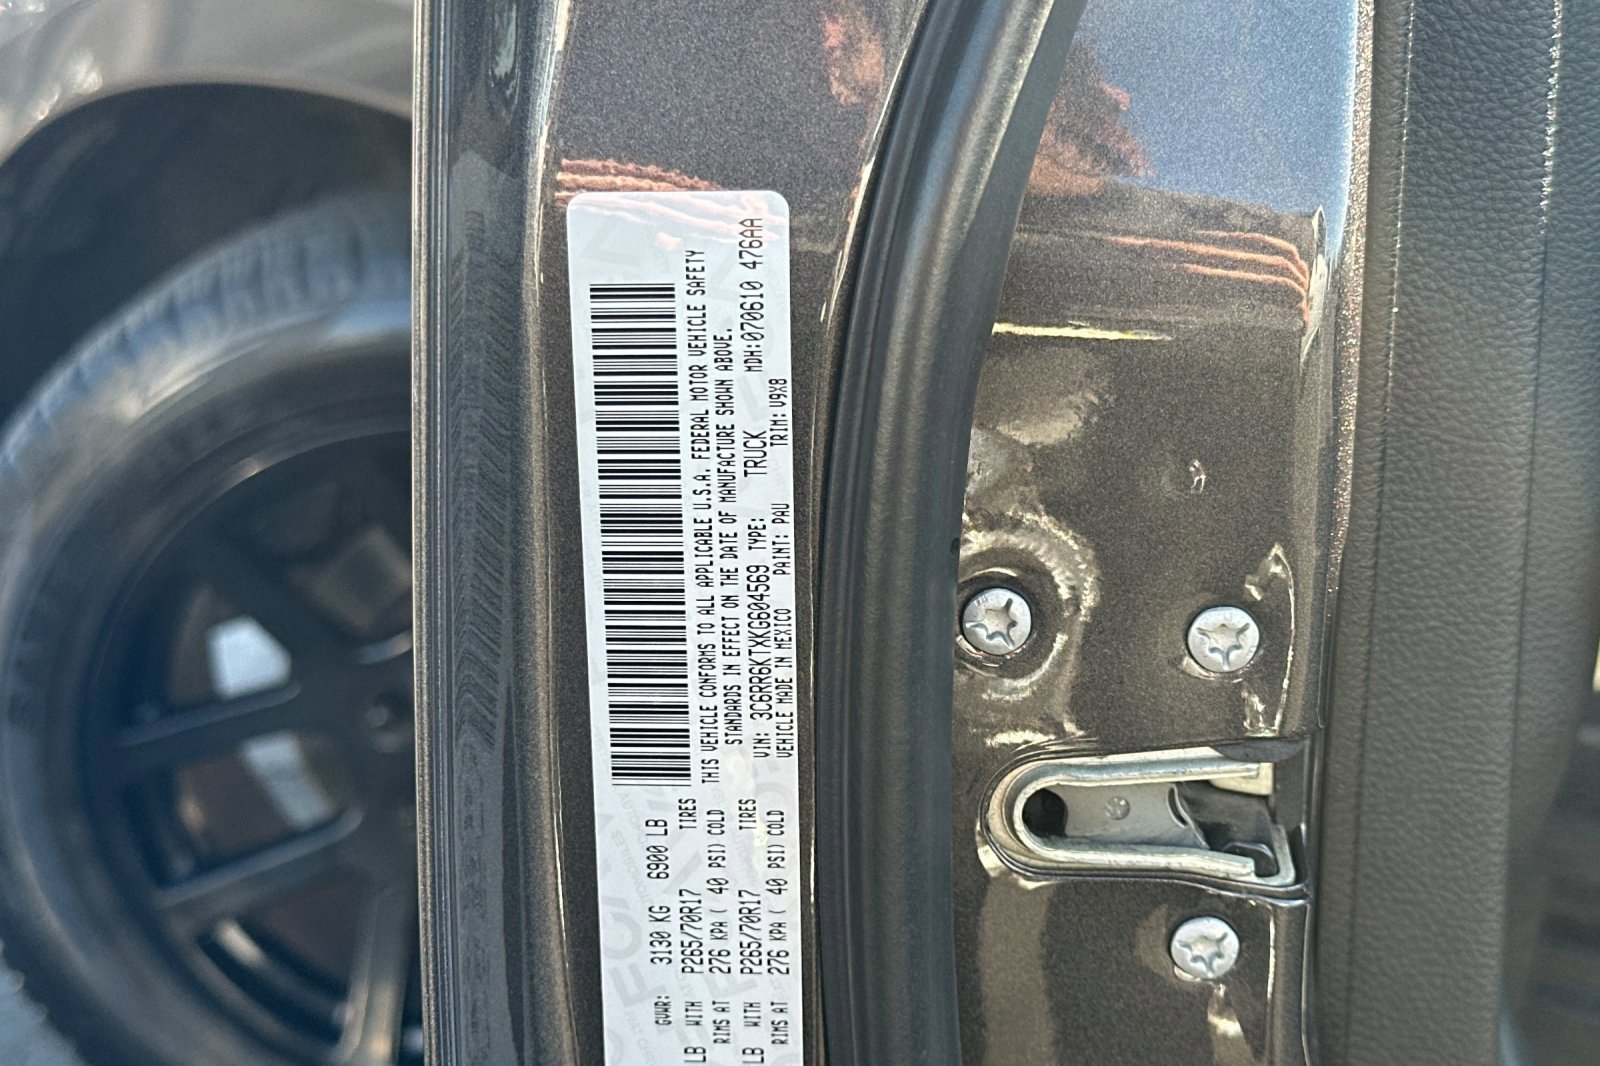 GVWR: 3130 KG 6900 LB
LB WITH P265/70R17 TIRES
RIMS AT 276 KPA ( 40 PSI) COLD
LB WITH P265/70R17 TIRES
RIMS AT 276 KPA ( 40 PSI) COLD
THIS VEHICLE CONFORMS TO ALL APPLICABLE U.S.A. FEDERAL MOTOR VEHICLE SAFETY
STANDARDS IN EFFECT ON THE DATE OF MANUFACTURE SHOWN ABOVE.
VIN: 3C6RR6KTXKG604569 TYPE: TRUCK MDH:070610 476AA
VEHICLE MADE IN MEXICO PAINT: PAU TRIM: V9X8